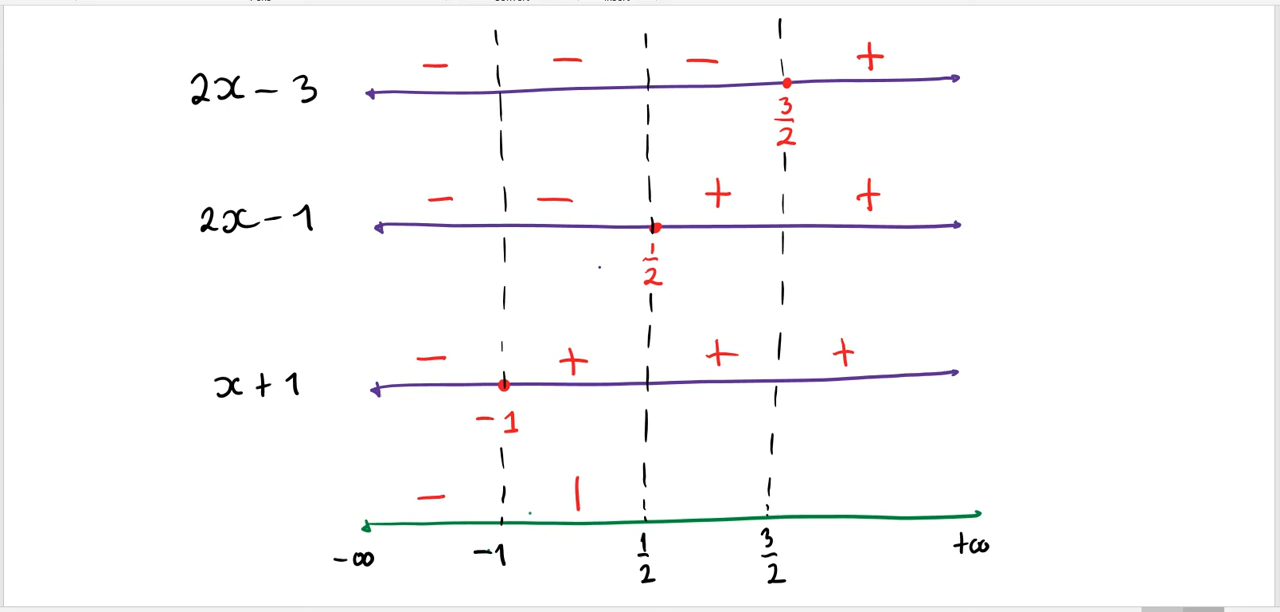 − − − +
2x − 3
3/2
− − + +
2x − 1
1/2
− + + +
x + 1
−1
− |
−∞ −1 1/2 3/2 +∞